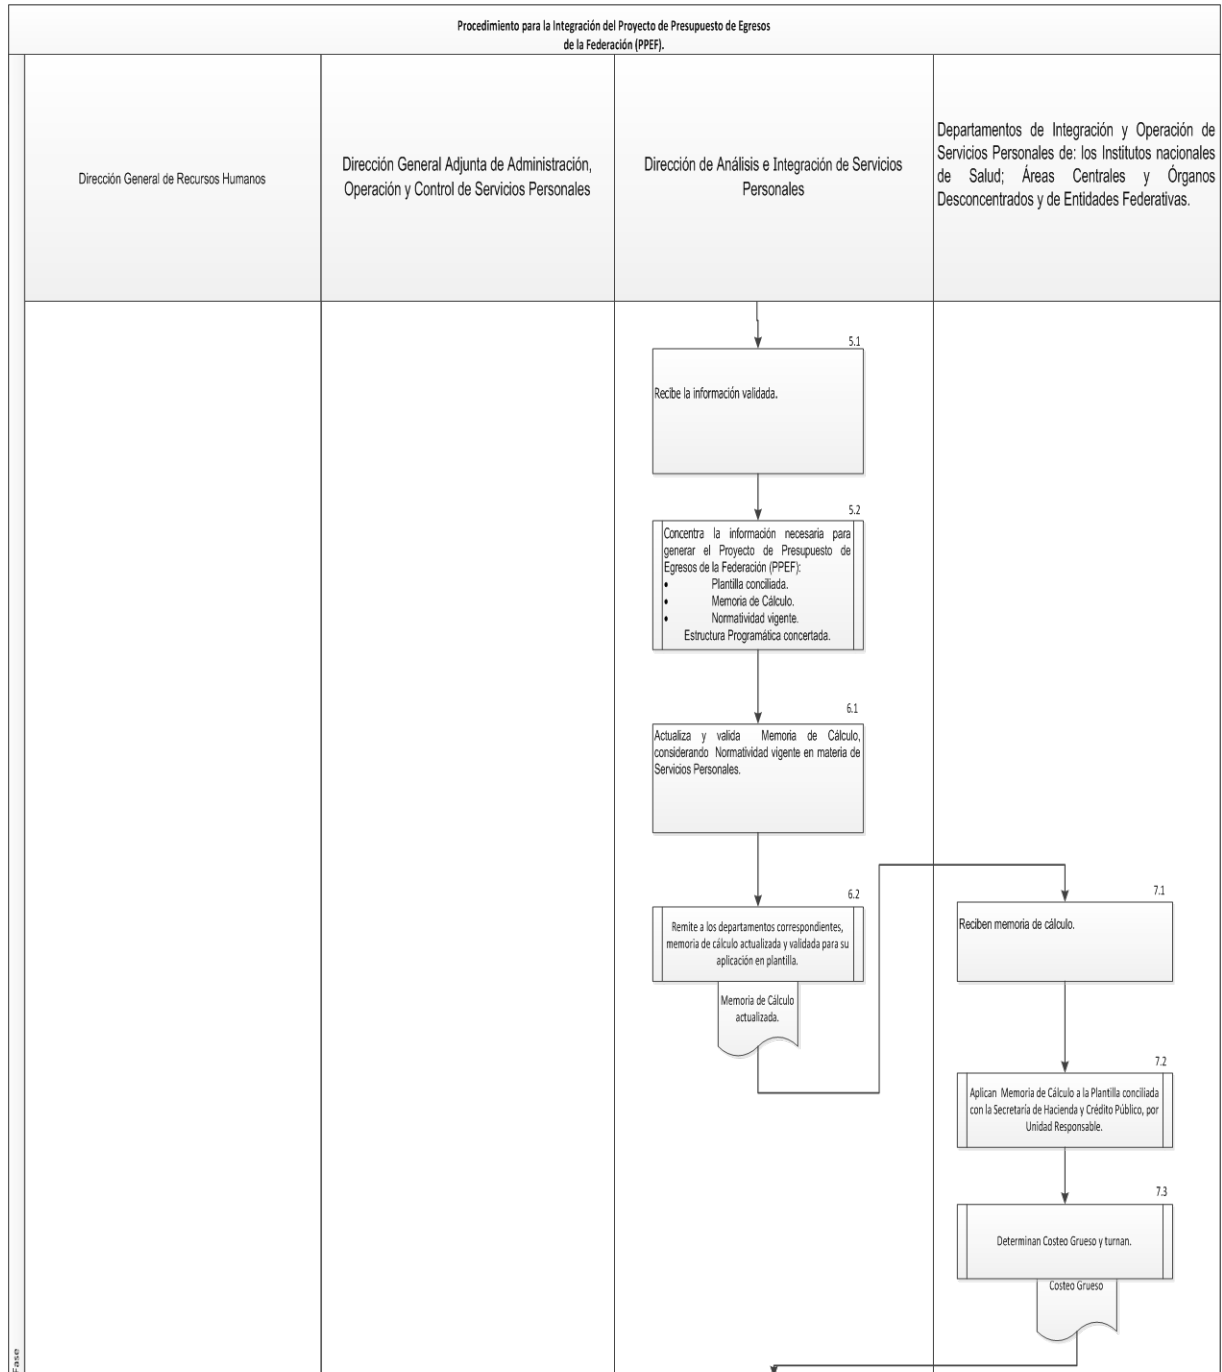 Procedimiento para la Integración del Proyecto de Presupuesto de Egresos
de la Federación (PPEF).
Dirección General de Recursos Humanos
Dirección General Adjunta de Administración,
Operación y Control de Servicios Personales
Dirección de Análisis e Integración de Servicios
Personales
Departamentos de Integración y Operación de
Servicios Personales de: los Institutos nacionales
de Salud; Áreas Centrales y Órganos
Desconcentrados y de Entidades Federativas.
5.1
Recibe la información validada.
5.2
Concentra la información necesaria para
generar el Proyecto de Presupuesto de
Egresos de la Federación (PPEF):
• Plantilla conciliada.
• Memoria de Cálculo.
• Normatividad vigente.
Estructura Programática concertada.
6.1
Actualiza y valida Memoria de Cálculo,
considerando Normatividad vigente en materia de
Servicios Personales.
6.2
Remite a los departamentos correspondientes,
memoria de cálculo actualizada y validada para su
aplicación en plantilla.
Memoria de Cálculo
actualizada.
7.1
Reciben memoria de cálculo.
7.2
Aplican Memoria de Cálculo a la Plantilla conciliada
con la Secretaría de Hacienda y Crédito Público, por
Unidad Responsable.
7.3
Determinan Costeo Grueso y turnan.
Costeo Grueso
Fase